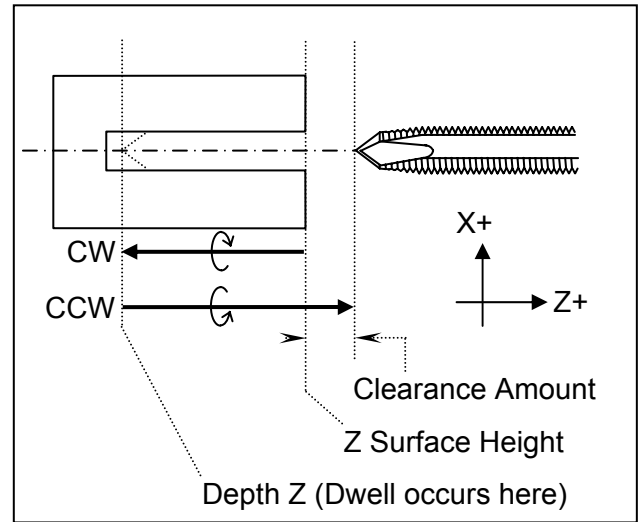 CW
CCW
X+
Z+
Clearance Amount
Z Surface Height
Depth Z (Dwell occurs here)